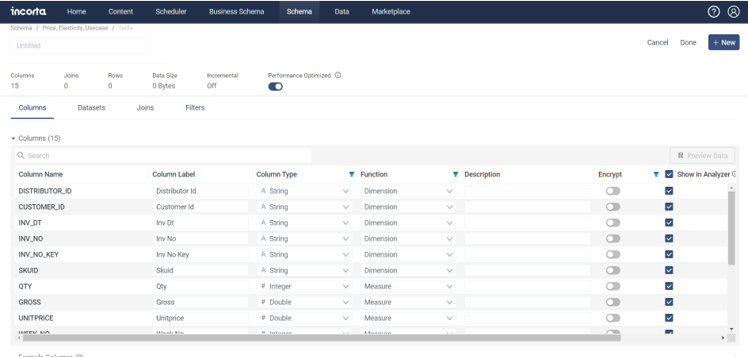 incorta Home Content Scheduler Business Schema Schema Data Marketplace ?
Schema / Price_Elasticity_Usecase / Table
Untitled
Cancel Done + New
Columns Joins Rows Data Size Incremental Performance Optimized
15 0 0 0 Bytes Off
Columns Datasets Joins Filters
Columns (15)
Search Preview Data
Column Name Column Label Column Type Function Description Encrypt Show in Analyzer
DISTRIBUTOR_ID Distributor Id A String Dimension
CUSTOMER_ID Customer Id A String Dimension
INV_DT Inv Dt A String Dimension
INV_NO Inv No A String Dimension
INV_NO_KEY Inv No Key A String Dimension
SKUID Skuid A String Dimension
QTY Qty # Integer Measure
GROSS Gross # Double Measure
UNITPRICE Unitprice # Double Measure
WEEK_NO Week No # Integer Measure
Formula Columns (0)